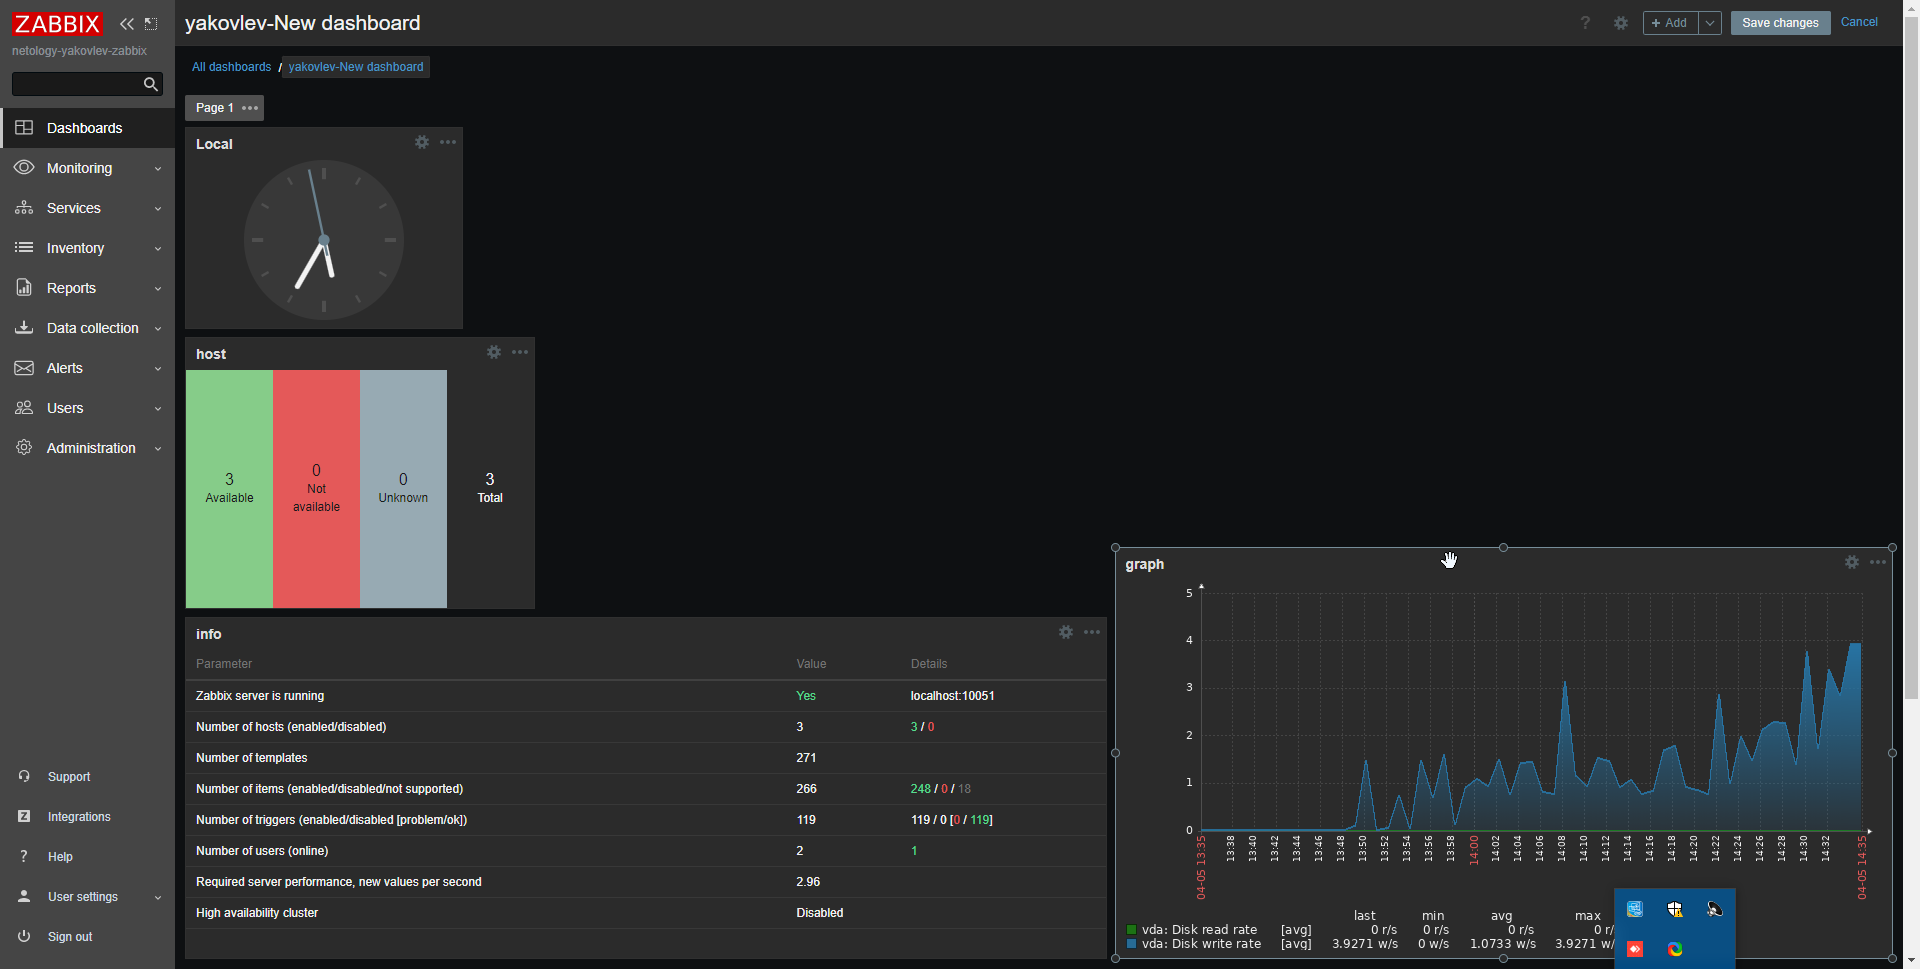 ZABBIX
netology-yakovlev-zabbix
Dashboards
Monitoring
Services
Inventory
Reports
Data collection
Alerts
Users
Administration
Support
Integrations
Help
User settings
Sign out
yakovlev-New dashboard
? + Add Save changes Cancel
All dashboards / yakovlev-New dashboard
Page 1
Local
host
3 Available
0 Not available
0 Unknown
3 Total
info
Parameter Value Details
Zabbix server is running Yes localhost:10051
Number of hosts (enabled/disabled) 3 3 / 0
Number of templates 271
Number of items (enabled/disabled/not supported) 266 248 / 0 / 18
Number of triggers (enabled/disabled [problem/ok]) 119 119 / 0 [0 / 119]
Number of users (online) 2 1
Required server performance, new values per second 2.96
High availability cluster Disabled
graph
5
4
3
2
1
0
04-05 13:35 13:38 13:40 13:42 13:44 13:46 13:48 13:50 13:52 13:54 13:56 13:58 14:00 14:02 14:04 14:06 14:08 14:10 14:12 14:14 14:16 14:18 14:20 14:22 14:24 14:26 14:28 14:30 14:32 04-05 14:35
last min avg max
vda: Disk read rate [avg] 0 r/s 0 r/s 0 r/s 0 r/
vda: Disk write rate [avg] 3.9271 w/s 0 w/s 1.0733 w/s 3.9271 w/